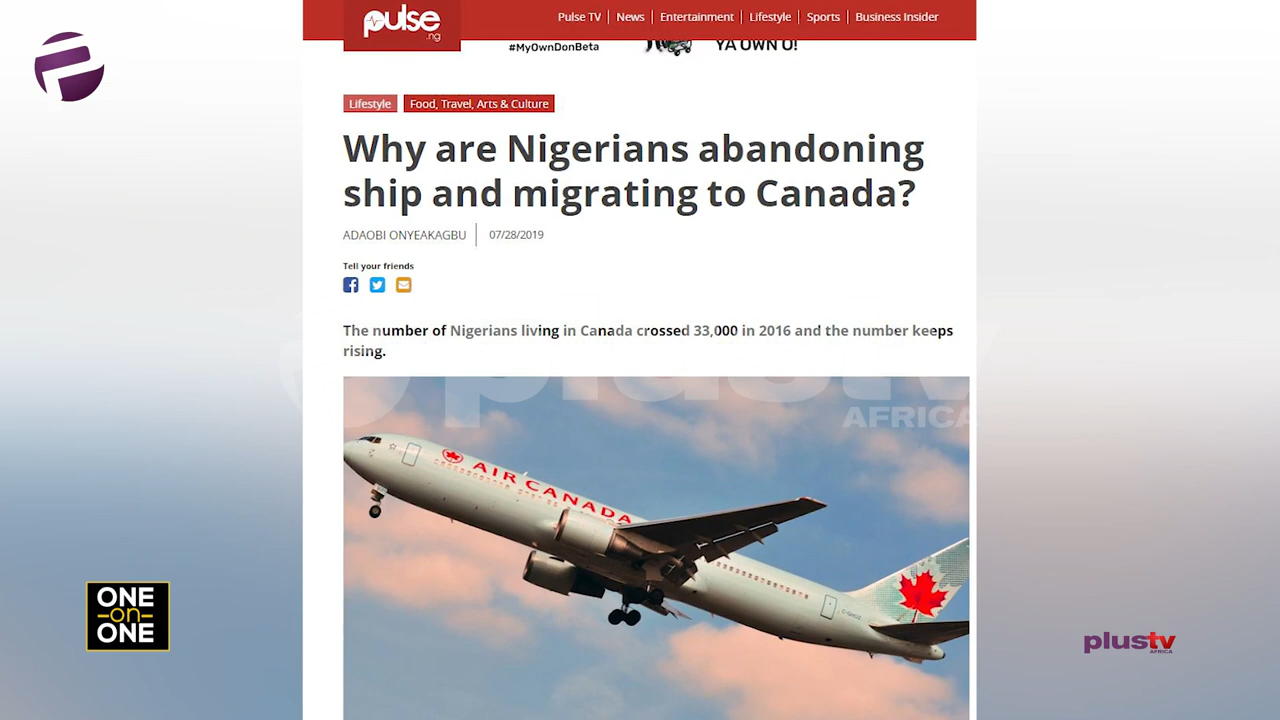 pulse
.ng
Pulse TV
News
Entertainment
Lifestyle
Sports
Business Insider
#MyOwnDonBeta
YA OWN O!
Lifestyle
Food, Travel, Arts & Culture
Why are Nigerians abandoning
ship and migrating to Canada?
ADAOBI ONYEAKAGBU
07/28/2019
Tell your friends
The number of Nigerians living in Canada crossed 33,000 in 2016 and the number keeps
rising.
plustv
AFRICA
AIR CANADA
ONE
on
ONE
plustv
AFRICA